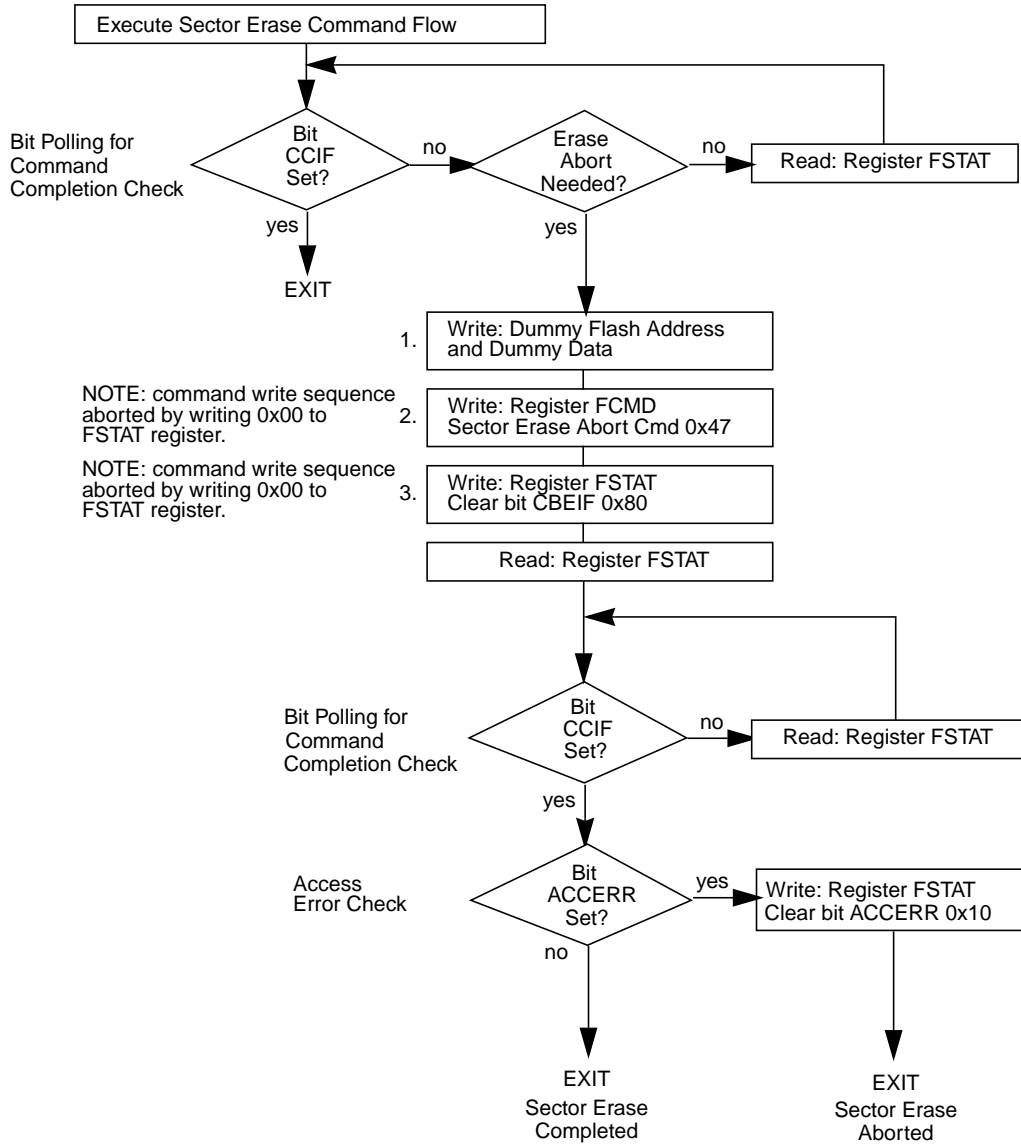 Execute Sector Erase Command Flow
Bit Polling for
Command
Completion Check
Bit
CCIF
Set?
no
Erase
Abort
Needed?
no
Read: Register FSTAT
yes
EXIT
yes
1.
Write: Dummy Flash Address
and Dummy Data
NOTE: command write sequence
aborted by writing 0x00 to
FSTAT register.
2.
Write: Register FCMD
Sector Erase Abort Cmd 0x47
NOTE: command write sequence
aborted by writing 0x00 to
FSTAT register.
3.
Write: Register FSTAT
Clear bit CBEIF 0x80
Read: Register FSTAT
Bit Polling for
Command
Completion Check
Bit
CCIF
Set?
no
Read: Register FSTAT
yes
Access
Error Check
Bit
ACCERR
Set?
yes
Write: Register FSTAT
Clear bit ACCERR 0x10
no
EXIT
Sector Erase
Completed
EXIT
Sector Erase
Aborted